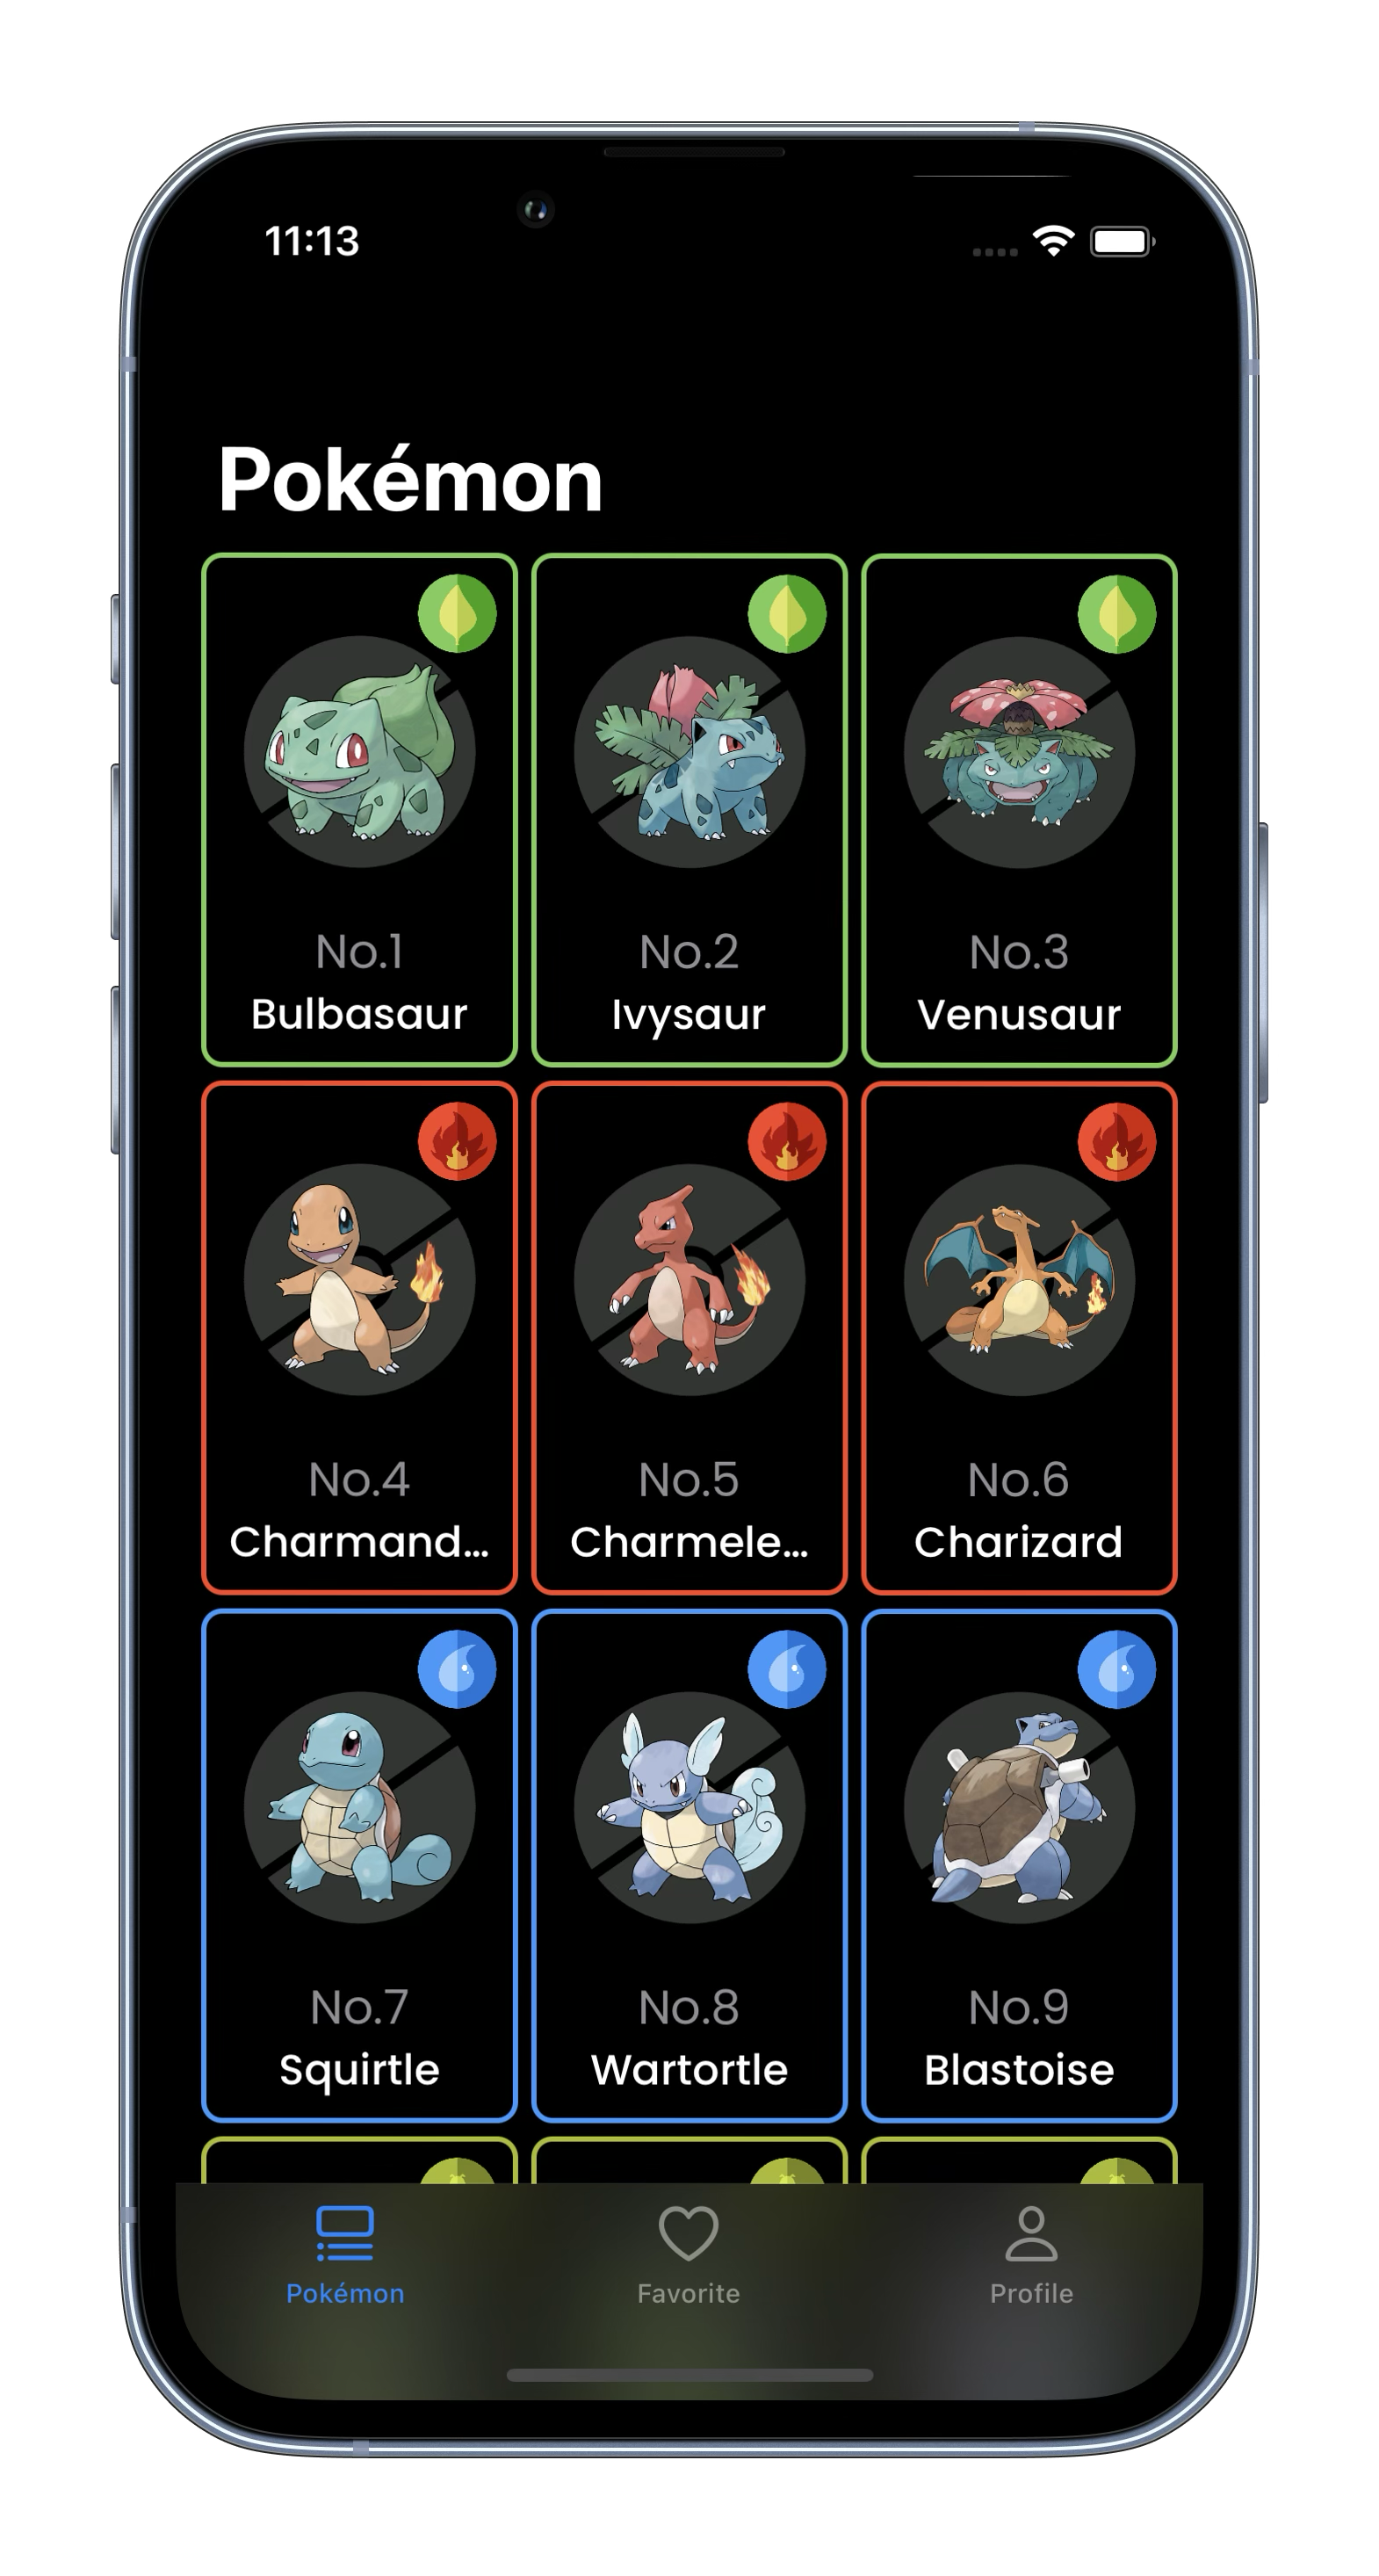 11:13
Pokémon
No.1
Bulbasaur
No.2
Ivysaur
No.3
Venusaur
No.4
Charmand...
No.5
Charmele...
No.6
Charizard
No.7
Squirtle
No.8
Wartortle
No.9
Blastoise
Pokémon
Favorite
Profile